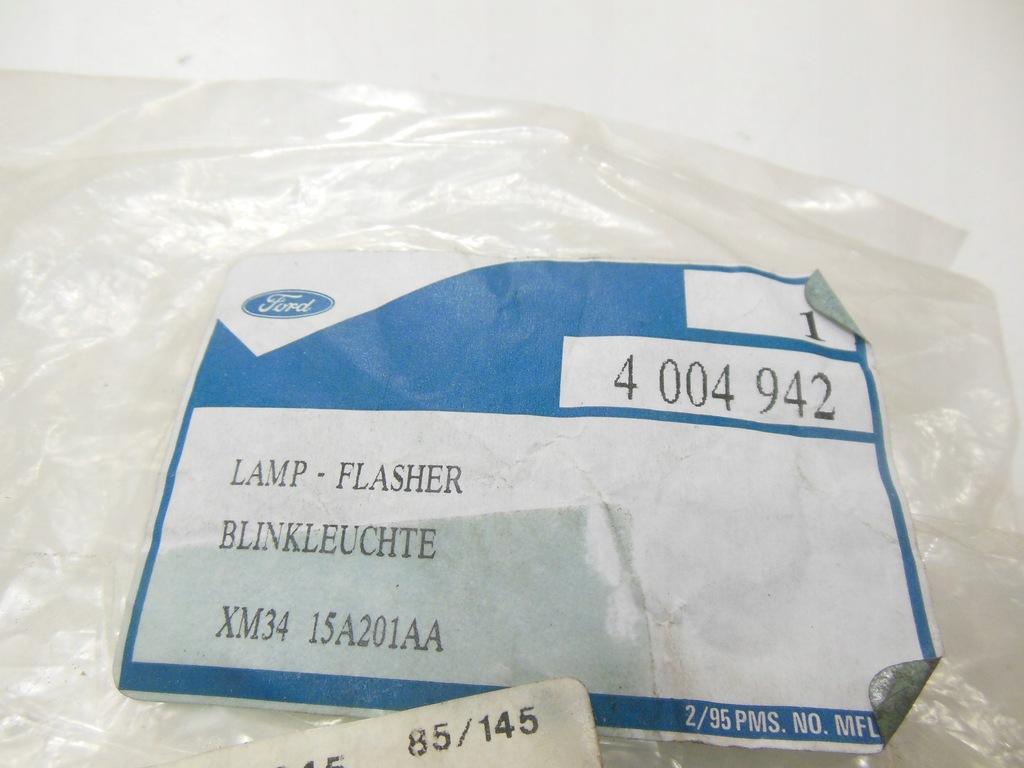 Ford
1
4 004 942
LAMP - FLASHER
BLINKLEUCHTE
XM34 15A201AA
2/95 PMS. NO. MFL
85/145